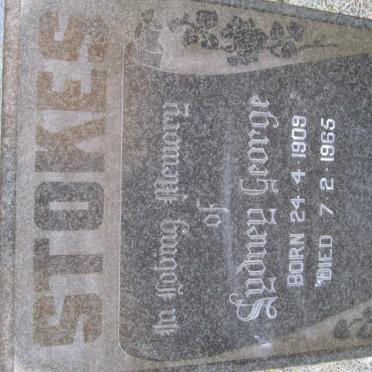 STOKES
In Loving Memory
of
Sydney George
BORN 24·4·1909
DIED 7·2·1965